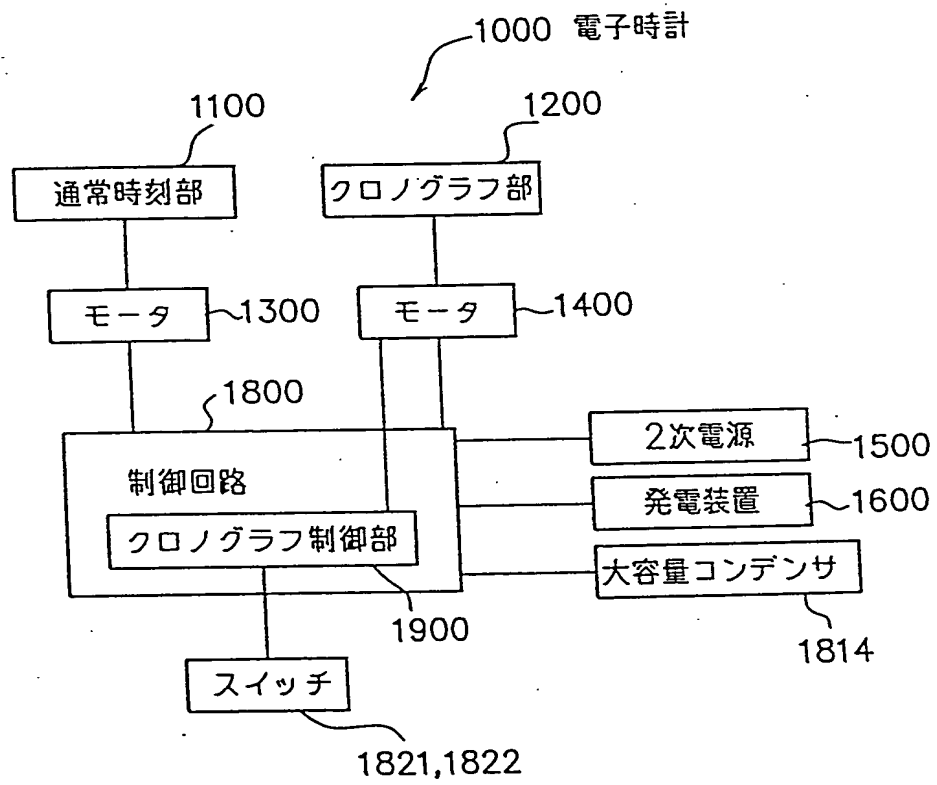 1000 電子時計
1100
1200
通常時刻部
クロノグラフ部
モータ
1300
モータ
1400
1800
2次電源
1500
制御回路
発電装置
1600
クロノグラフ制御部
大容量コンデンサ
1900
1814
スイッチ
1821,1822